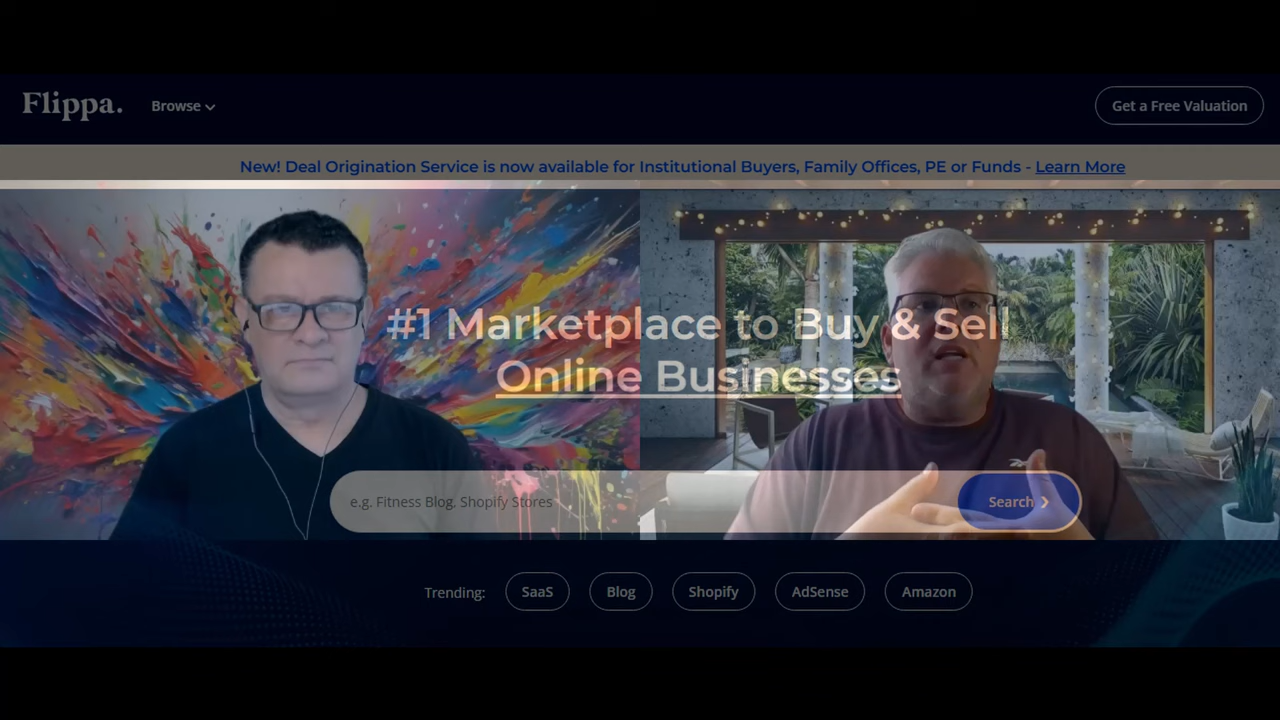 Flippa.
Browse
Get a Free Valuation
New! Deal Origination Service is now available for Institutional Buyers, Family Offices, PE or Funds - Learn More
#1 Marketplace to Buy & Sell
Online Businesses
e.g. Fitness Blog, Shopify Stores
Search
Trending:
SaaS
Blog
Shopify
AdSense
Amazon